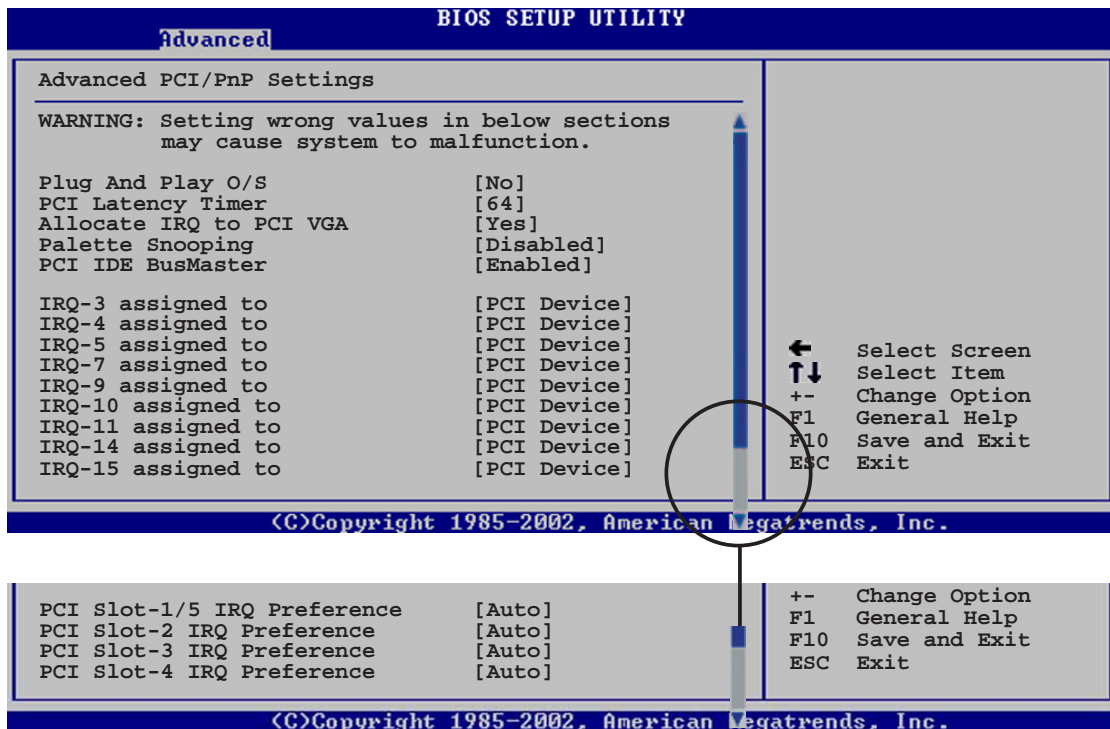 BIOS SETUP UTILITY
Advanced
Advanced PCI/PnP Settings
WARNING: Setting wrong values in below sections
may cause system to malfunction.
Plug And Play O/S [No]
PCI Latency Timer [64]
Allocate IRQ to PCI VGA [Yes]
Palette Snooping [Disabled]
PCI IDE BusMaster [Enabled]
IRQ-3 assigned to [PCI Device]
IRQ-4 assigned to [PCI Device]
IRQ-5 assigned to [PCI Device]
IRQ-7 assigned to [PCI Device]
IRQ-9 assigned to [PCI Device]
IRQ-10 assigned to [PCI Device]
IRQ-11 assigned to [PCI Device]
IRQ-14 assigned to [PCI Device]
IRQ-15 assigned to [PCI Device]
← Select Screen
↑↓ Select Item
+- Change Option
F1 General Help
F10 Save and Exit
ESC Exit
(C)Copyright 1985-2002, American Megatrends, Inc.
PCI Slot-1/5 IRQ Preference [Auto]
PCI Slot-2 IRQ Preference [Auto]
PCI Slot-3 IRQ Preference [Auto]
PCI Slot-4 IRQ Preference [Auto]
+- Change Option
F1 General Help
F10 Save and Exit
ESC Exit
(C)Copyright 1985-2002, American Megatrends, Inc.